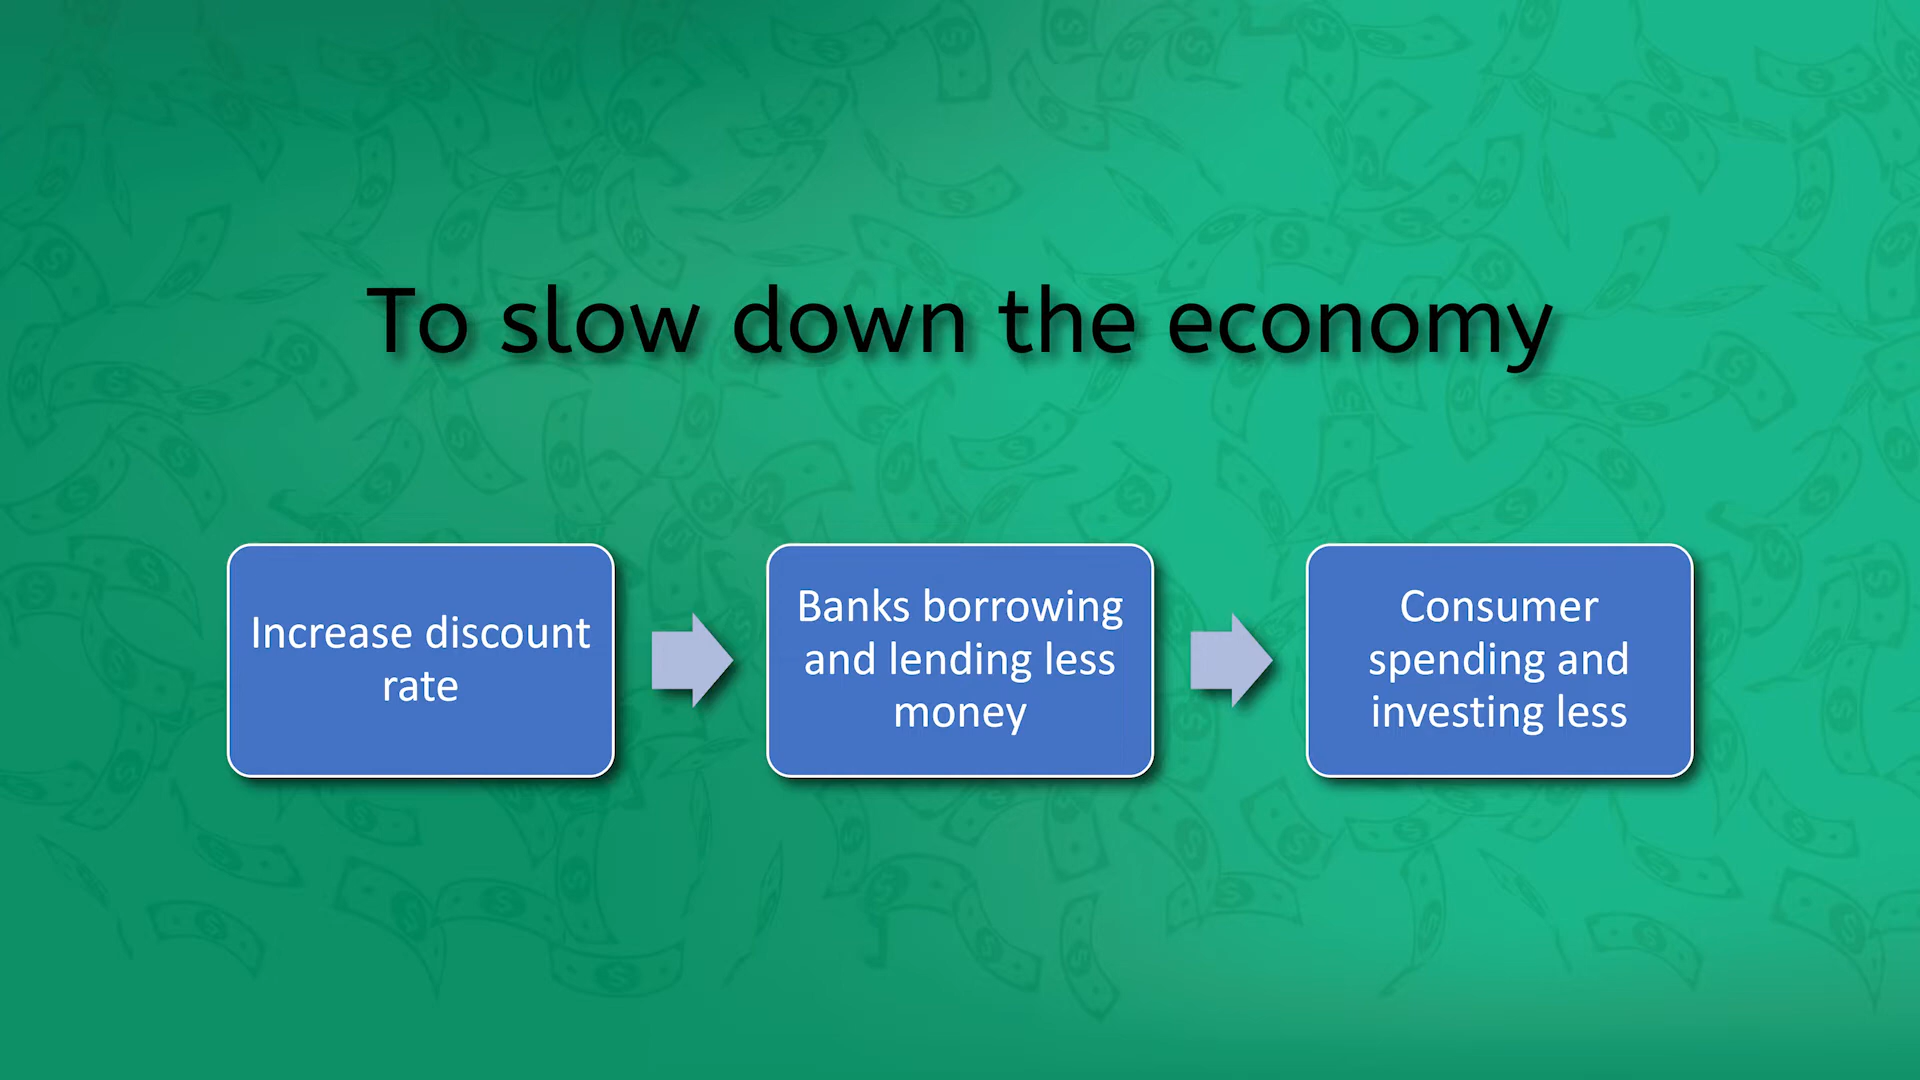 To slow down the economy
Increase discount
rate
Banks borrowing
and lending less
money
Consumer
spending and
investing less